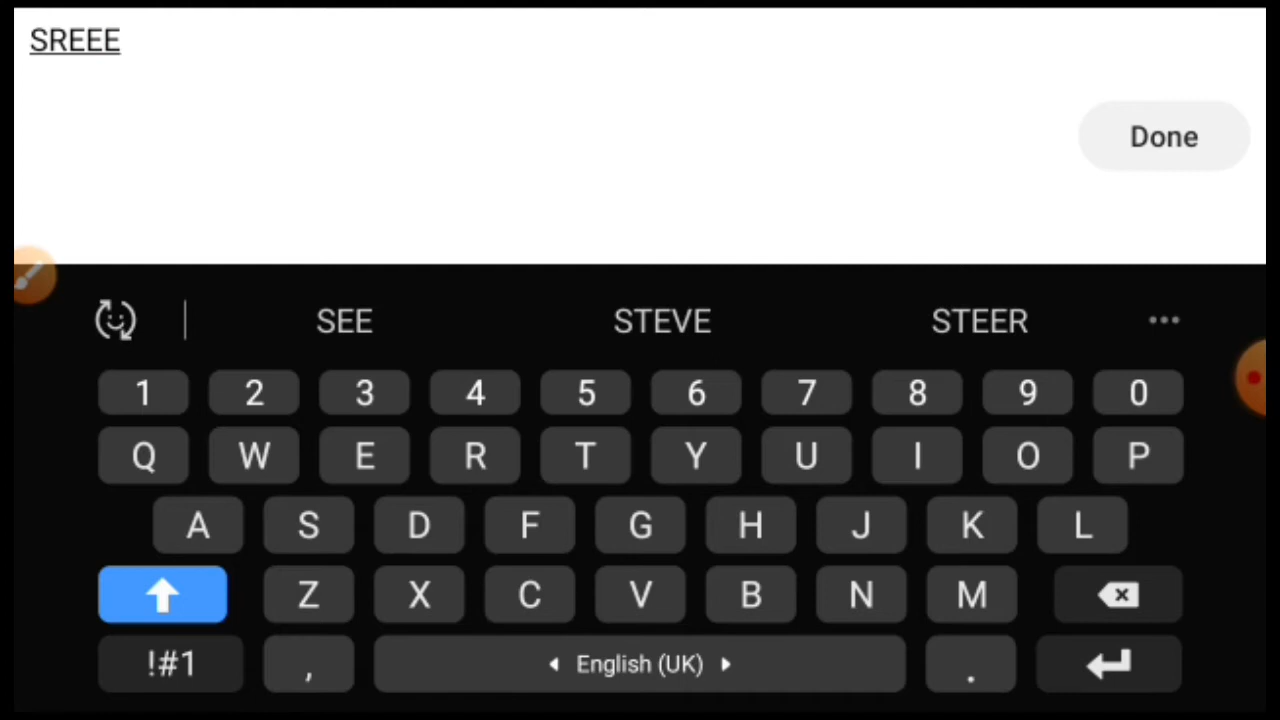 SREEE
Done
SEE STEVE STEER
1 2 3 4 5 6 7 8 9 0
Q W E R T Y U I O P
A S D F G H J K L
Z X C V B N M
!#1 , English (UK) .